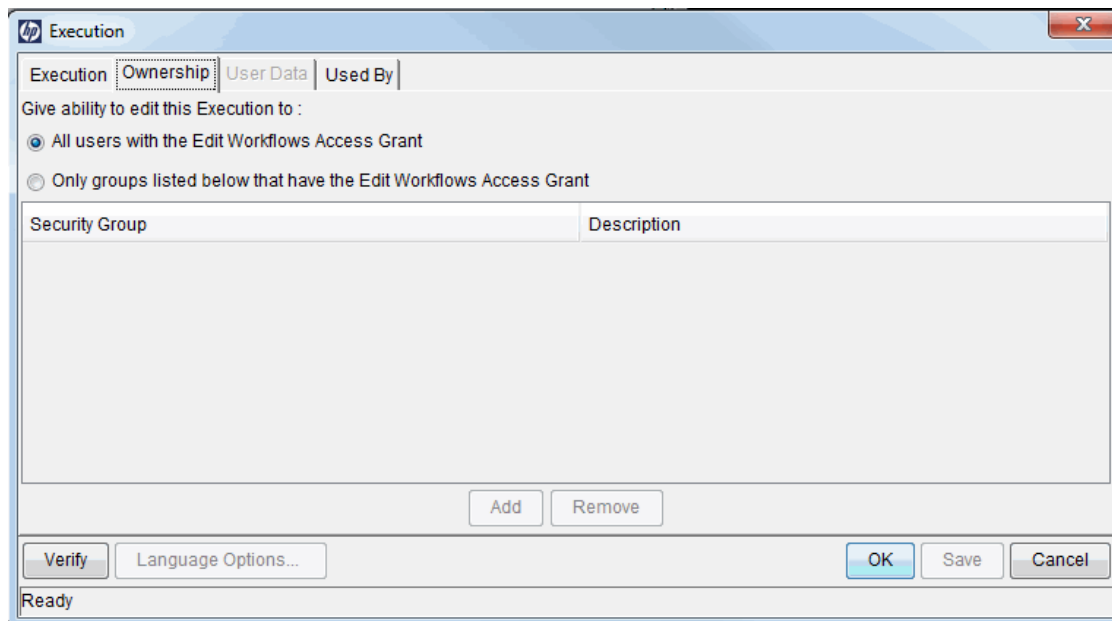 hp Execution
Execution Ownership User Data Used By
Give ability to edit this Execution to :
All users with the Edit Workflows Access Grant
Only groups listed below that have the Edit Workflows Access Grant
Security Group Description
Add Remove
Verify Language Options... OK Save Cancel
Ready